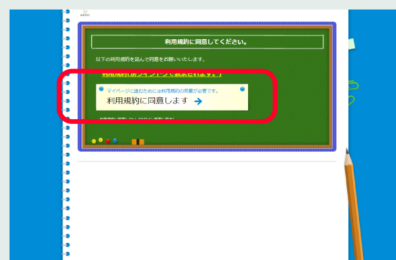 利用規約に同意してください。
以下の利用規約を読んで同意をお願いいたします。
マイページに進むためには利用規約の同意が必要です。
利用規約に同意します →